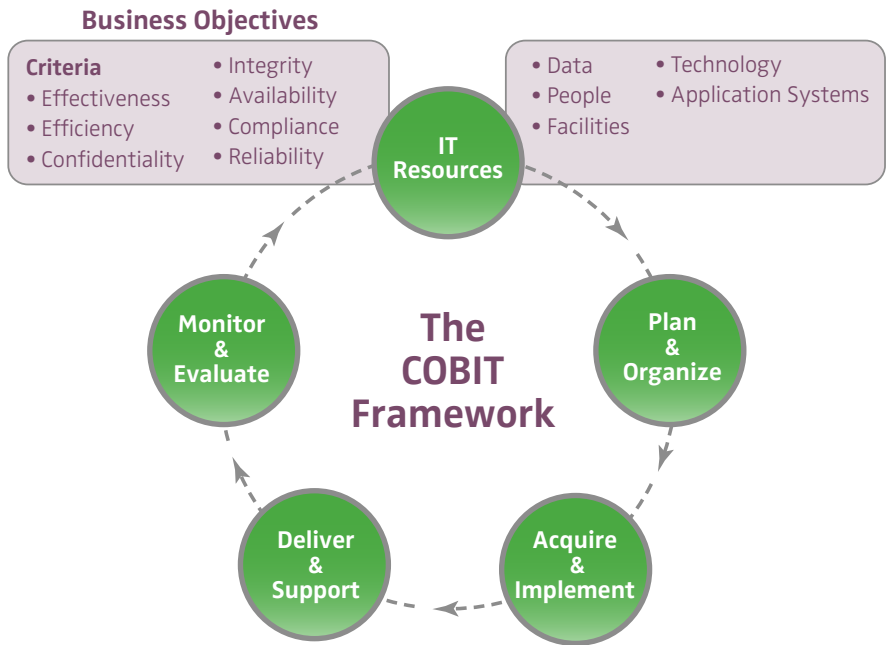 Business Objectives
Criteria
• Effectiveness
• Efficiency
• Confidentiality
• Integrity
• Availability
• Compliance
• Reliability
• Data
• People
• Facilities
• Technology
• Application Systems
IT
Resources
Plan
&
Organize
Acquire
&
Implement
Deliver
&
Support
Monitor
&
Evaluate
The
COBIT
Framework